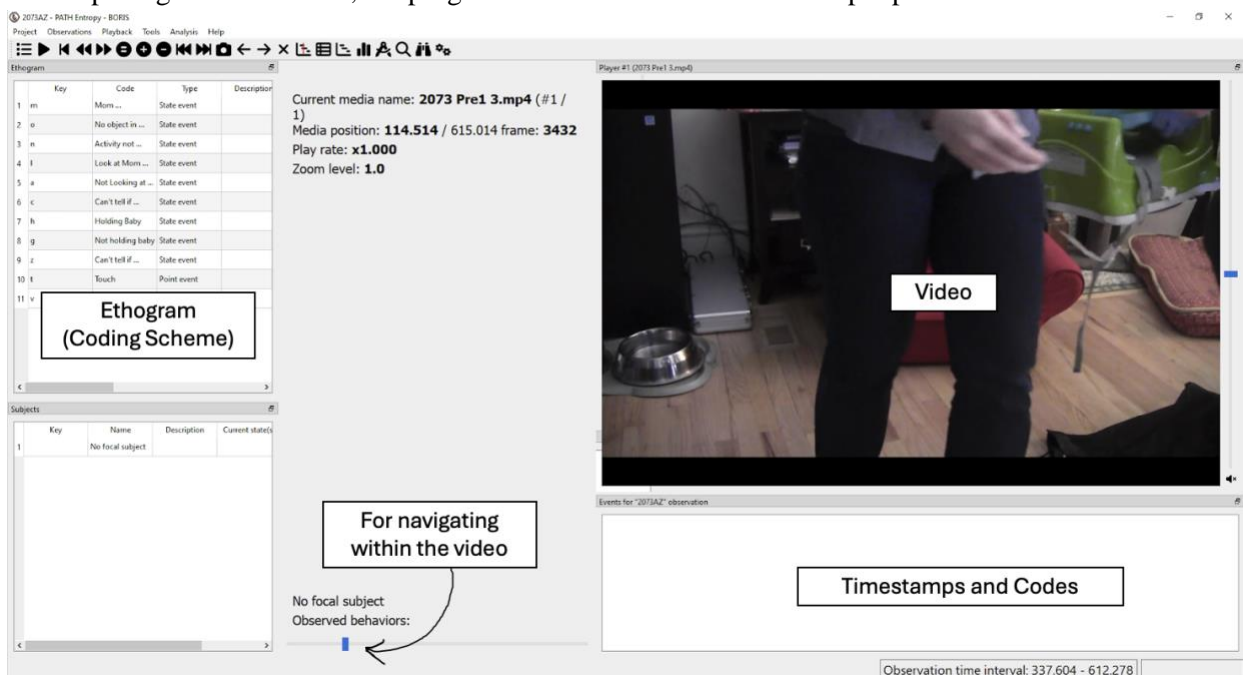 2073AZ - PATH Entropy - BORIS
Project Observations Playback Tools Analysis Help
Ethogram
Key Code Type Description
1 m Mom ... State event
2 o No object in ... State event
3 n Activity not ... State event
4 l Look at Mom ... State event
5 a Not Looking at ... State event
6 c Can't tell if ... State event
7 h Holding Baby State event
8 g Not holding baby State event
9 z Can't tell if ... State event
10 t Touch Point event
11 v
Ethogram
(Coding Scheme)
Subjects
Key Name Description Current state(s
1 No focal subject
Current media name: 2073 Pre1 3.mp4 (#1 /
1)
Media position: 114.514 / 615.014 frame: 3432
Play rate: x1.000
Zoom level: 1.0
For navigating
within the video
No focal subject
Observed behaviors:
Player #1 (2073 Pre1 3.mp4)
Video
Events for "2073AZ" observation
Timestamps and Codes
Observation time interval: 337.604 - 612.278